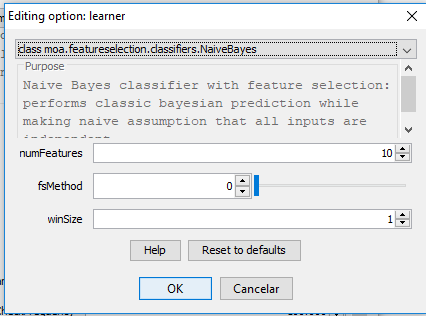 Editing option: learner
class moa.featureselection.classifiers.NaiveBayes
Purpose
Naive Bayes classifier with feature selection:
performs classic bayesian prediction while
making naive assumption that all inputs are
independent
numFeatures 10
fsMethod 0
winSize 1
Help Reset to defaults
OK Cancelar